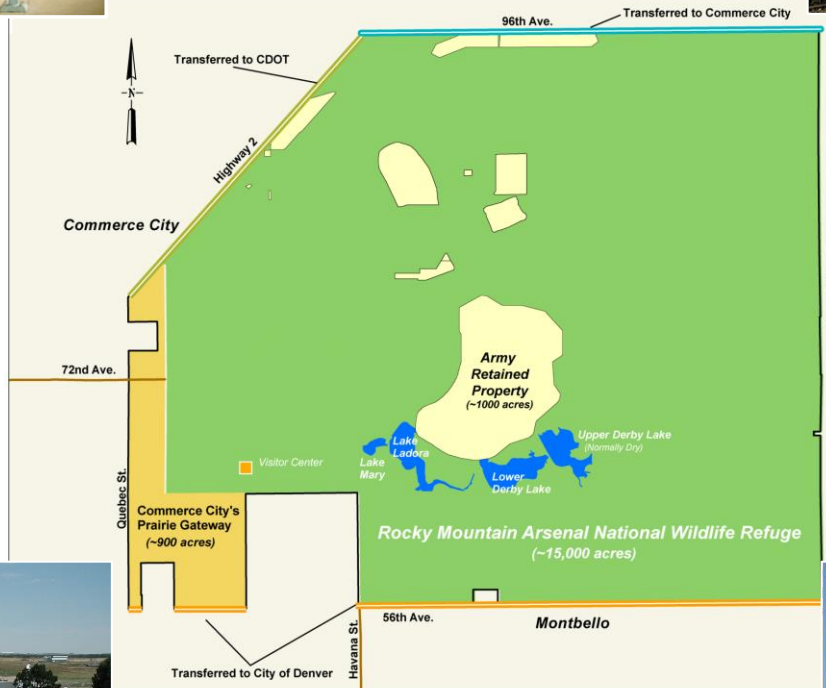 96th Ave.
Transferred to Commerce City
Transferred to CDOT
N
Highway 2
Commerce City
72nd Ave.
Army
Retained
Property
(~1000 acres)
Upper Derby Lake
(Normally Dry)
Lake
Ladora
Lake
Mary
Visitor Center
Lower
Derby Lake
Quebec St.
Commerce City's
Prairie Gateway
(~900 acres)
Rocky Mountain Arsenal National Wildlife Refuge
(~15,000 acres)
56th Ave.
Montbello
Havana St.
Transferred to City of Denver